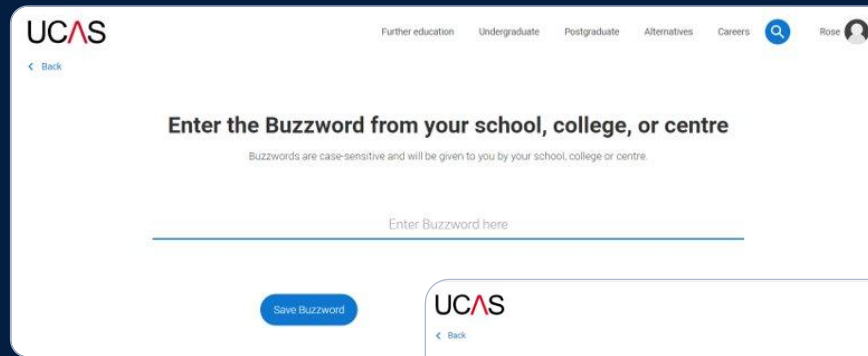 UCAS
Further education Undergraduate Postgraduate Alternatives Careers Rose
Back
Enter the Buzzword from your school, college, or centre
Buzzwords are case-sensitive and will be given to you by your school, college or centre.
Enter Buzzword here
Save Buzzword
UCAS
Back